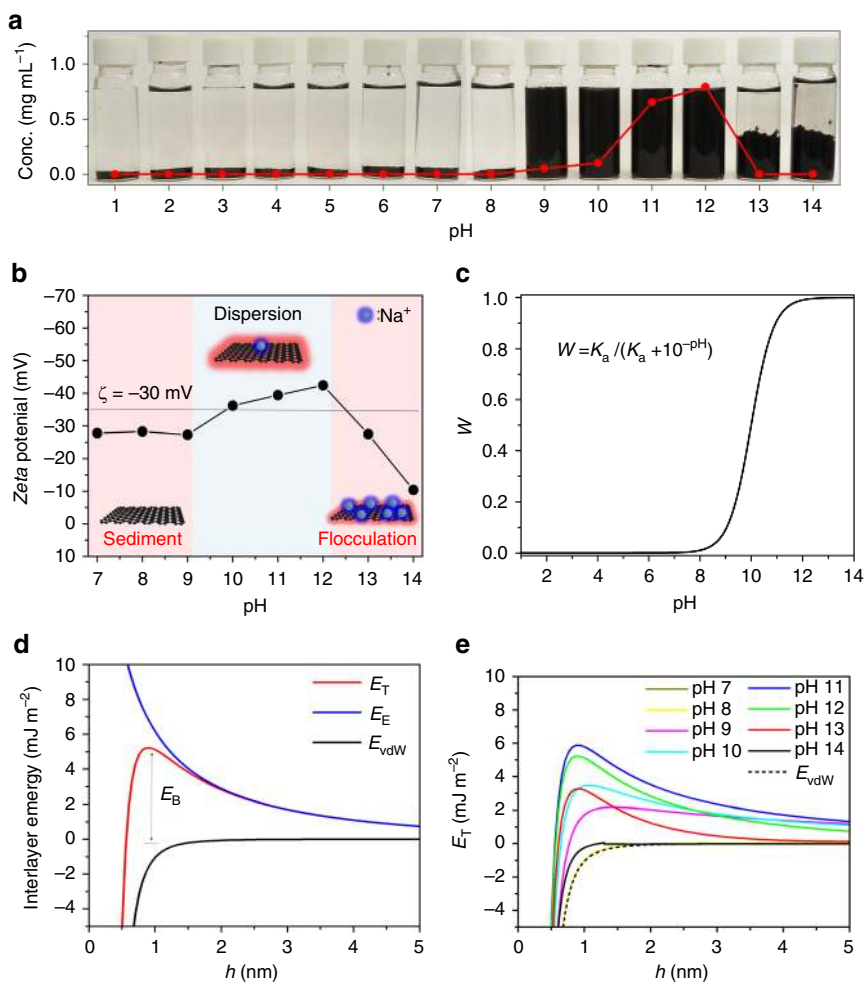 a
Conc. (mg mL⁻¹)
1.0
0.5
0.0
1 2 3 4 5 6 7 8 9 10 11 12 13 14
pH
b
Zeta potential (mV)
–70
–60
–50
–40
–30
–20
–10
0
10
Dispersion
:Na⁺
ζ = –30 mV
Sediment
Flocculation
7 8 9 10 11 12 13 14
pH
c
W
1.0
0.8
0.6
0.4
0.2
0.0
W =Kₐ /(Kₐ +10⁻ᵖᴴ)
2 4 6 8 10 12 14
pH
d
Interlayer emergy (mJ m⁻²)
10
8
6
4
2
0
–2
–4
E_T
E_E
E_vdW
E_B
0 1 2 3 4 5
h (nm)
e
E_T (mJ m⁻²)
10
8
6
4
2
0
–2
–4
pH 7
pH 8
pH 9
pH 10
pH 11
pH 12
pH 13
pH 14
E_vdW
0 1 2 3 4 5
h (nm)